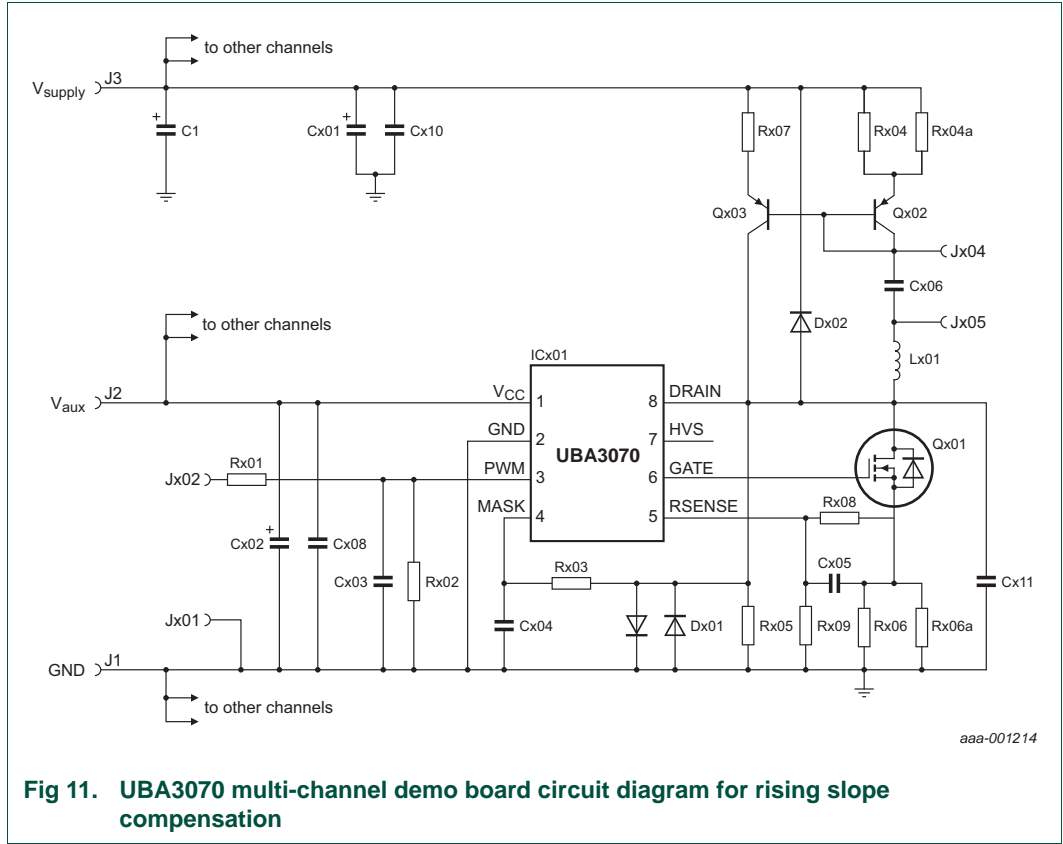 to other channels
Vsupply J3
C1
Cx01 Cx10
Rx07 Rx04 Rx04a
Qx03 Qx02
Jx04
Cx06
Jx05
Dx02
Lx01
to other channels
ICx01
Vaux J2
VCC 1 8 DRAIN
GND 2 7 HVS
UBA3070
Jx02 Rx01
PWM 3 6 GATE
MASK 4 5 RSENSE
Qx01
Rx08
Cx02 Cx08 Cx03 Rx02
Rx03
Cx05
Cx11
Jx01
Cx04 Dx01 Rx05 Rx09 Rx06 Rx06a
GND J1
to other channels
aaa-001214
Fig 11. UBA3070 multi-channel demo board circuit diagram for rising slope
compensation